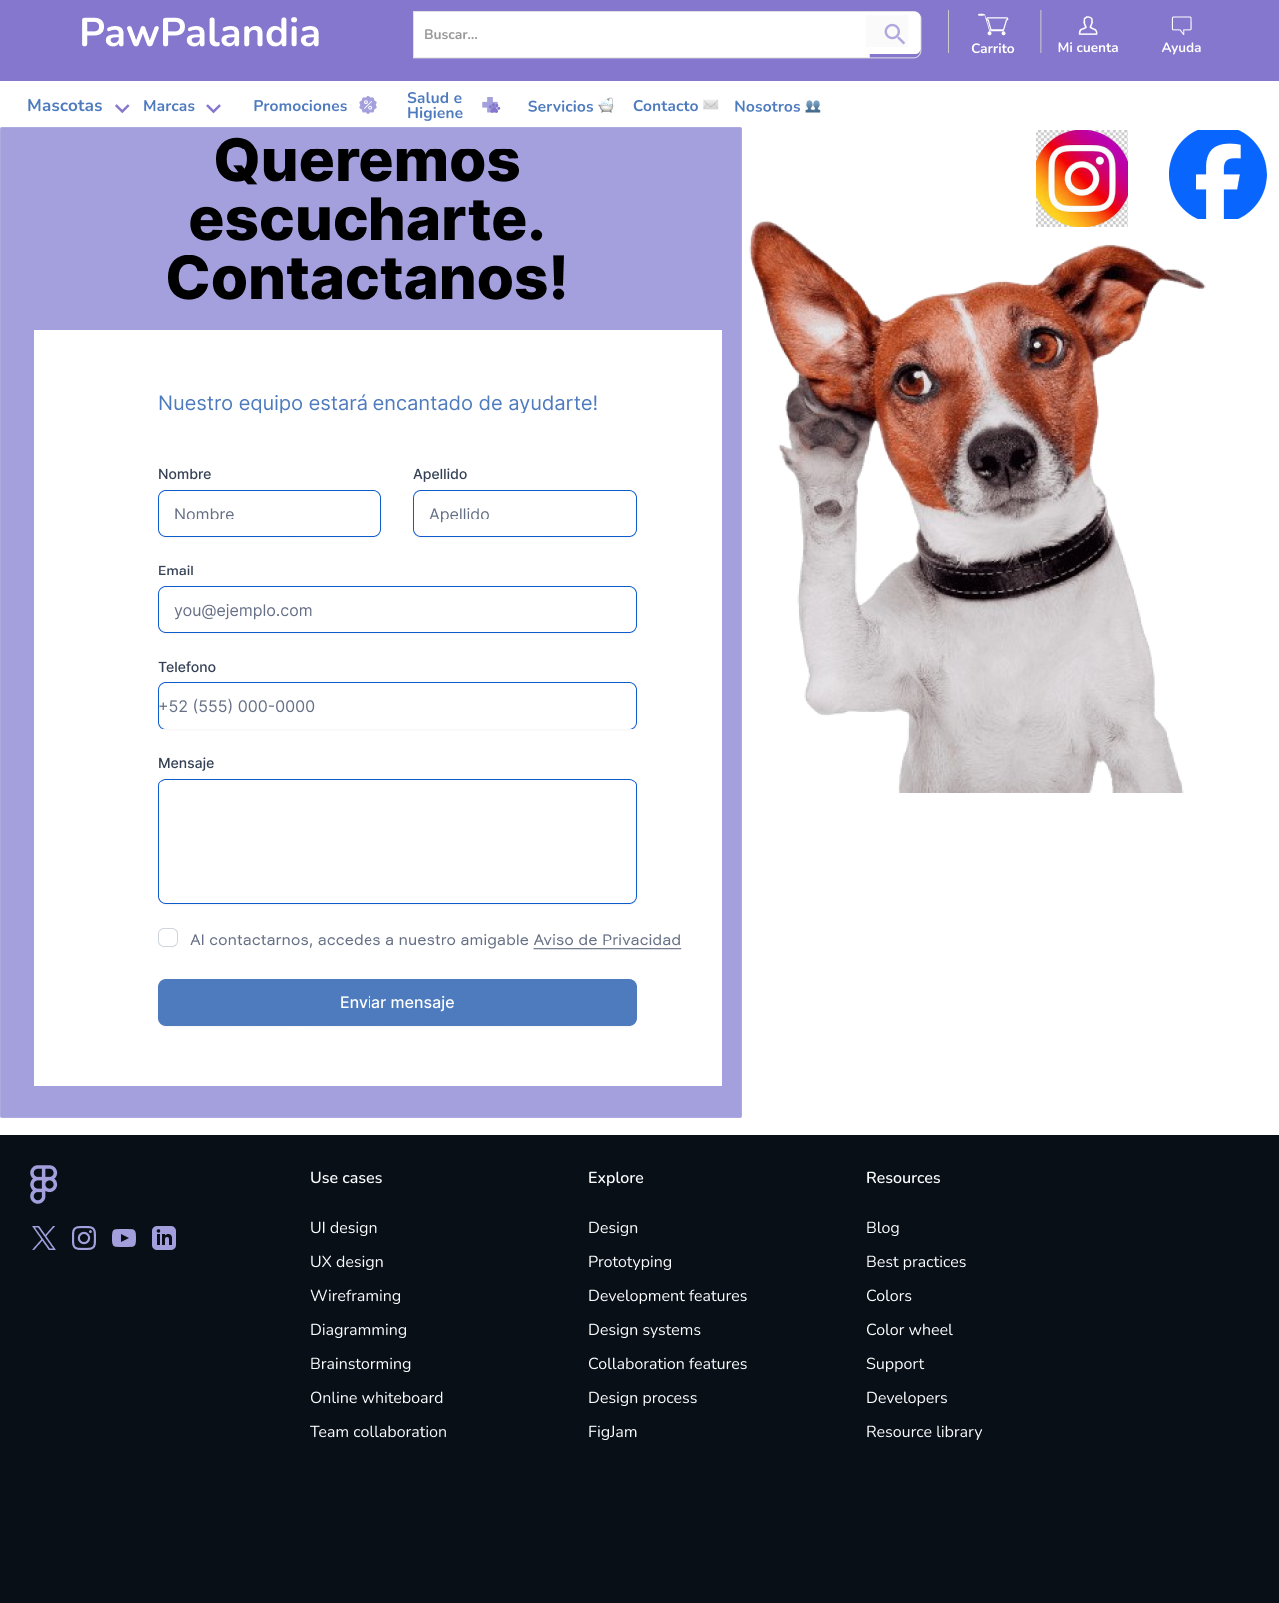 PawPalandia
Buscar...
Carrito
Mi cuenta
Ayuda
Mascotas
Marcas
Promociones
Salud e
Higiene
Servicios
Contacto
Nosotros
Queremos
escucharte.
Contactanos!
Nuestro equipo estará encantado de ayudarte!
Nombre
Apellido
Nombre
Apellido
Email
you@ejemplo.com
Telefono
+52 (555) 000-0000
Mensaje
Al contactarnos, accedes a nuestro amigable Aviso de Privacidad
Enviar mensaje
Use cases
UI design
UX design
Wireframing
Diagramming
Brainstorming
Online whiteboard
Team collaboration
Explore
Design
Prototyping
Development features
Design systems
Collaboration features
Design process
FigJam
Resources
Blog
Best practices
Colors
Color wheel
Support
Developers
Resource library